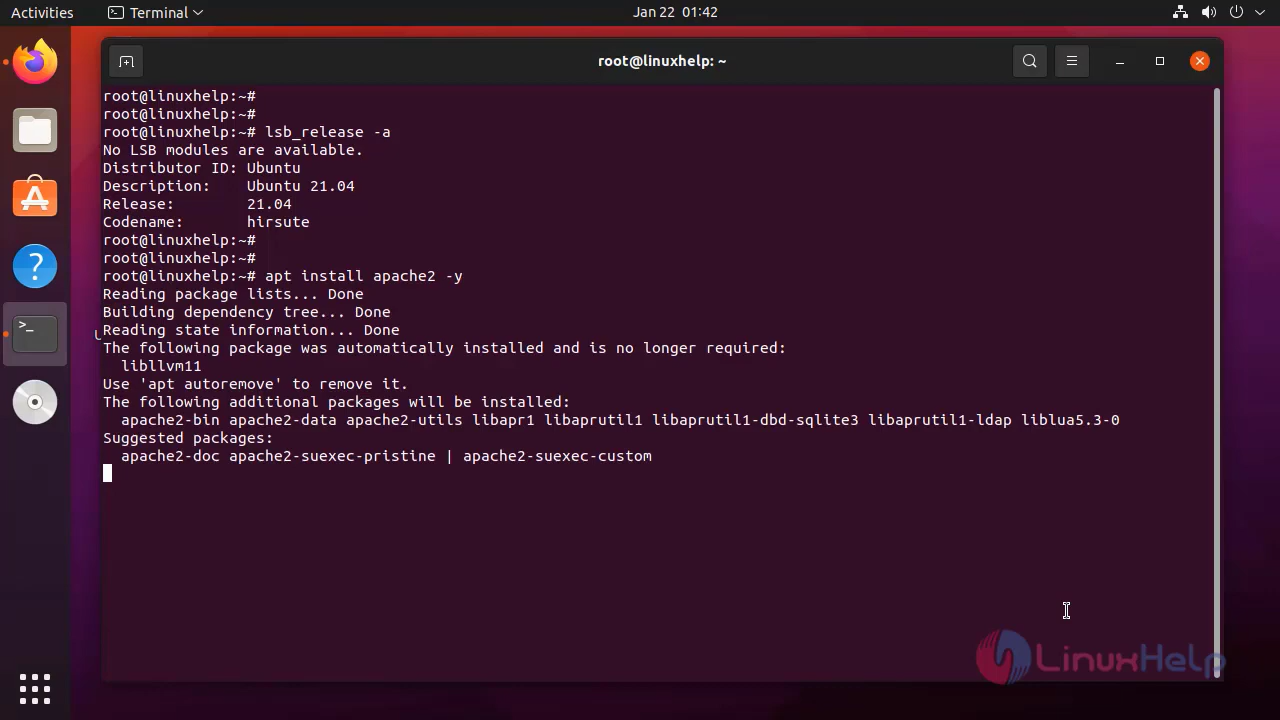 Activities Terminal Jan 22 01:42
root@linuxhelp: ~
root@linuxhelp:~#
root@linuxhelp:~#
root@linuxhelp:~# lsb_release -a
No LSB modules are available.
Distributor ID: Ubuntu
Description: Ubuntu 21.04
Release: 21.04
Codename: hirsute
root@linuxhelp:~#
root@linuxhelp:~#
root@linuxhelp:~# apt install apache2 -y
Reading package lists... Done
Building dependency tree... Done
Reading state information... Done
The following package was automatically installed and is no longer required:
libllvm11
Use 'apt autoremove' to remove it.
The following additional packages will be installed:
apache2-bin apache2-data apache2-utils libapr1 libaprutil1 libaprutil1-dbd-sqlite3 libaprutil1-ldap liblua5.3-0
Suggested packages:
apache2-doc apache2-suexec-pristine | apache2-suexec-custom
LinuxHelp